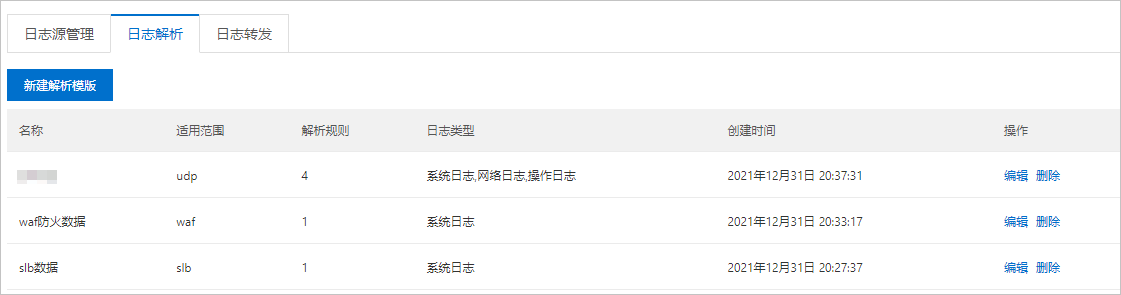 日志源管理 日志解析 日志转发
新建解析模版
名称 适用范围 解析规则 日志类型 创建时间 操作
udp 4 系统日志,网络日志,操作日志 2021年12月31日 20:37:31 编辑 删除
waf防火数据 waf 1 系统日志 2021年12月31日 20:33:17 编辑 删除
slb数据 slb 1 系统日志 2021年12月31日 20:27:37 编辑 删除